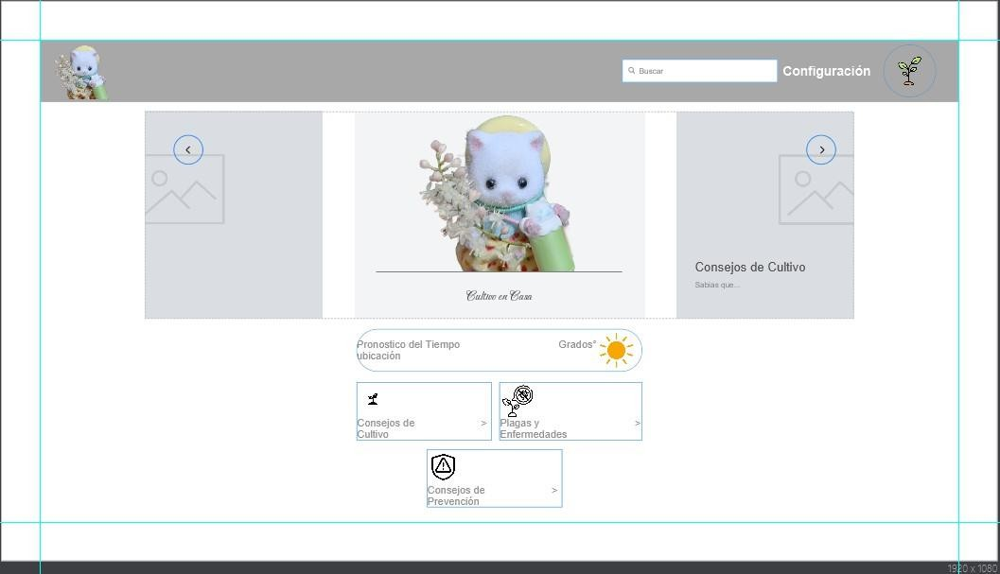 Buscar
Configuración
Cultivo en Casa
Consejos de Cultivo
Sabias que...
Pronostico del Tiempo
ubicación
Grados°
Consejos de
Cultivo
>
Plagas y
Enfermedades
>
Consejos de
Prevención
>
1920 x 1080